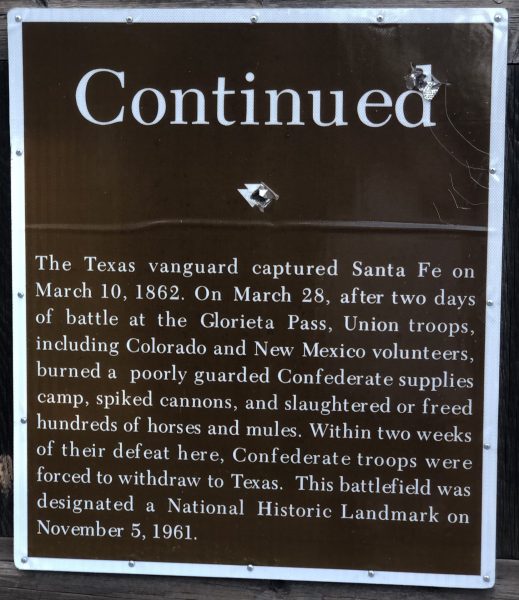 Continued
The Texas vanguard captured Santa Fe on
March 10, 1862. On March 28, after two days
of battle at the Glorieta Pass, Union troops,
including Colorado and New Mexico volunteers,
burned a poorly guarded Confederate supplies
camp, spiked cannons, and slaughtered or freed
hundreds of horses and mules. Within two weeks
of their defeat here, Confederate troops were
forced to withdraw to Texas. This battlefield was
designated a National Historic Landmark on
November 5, 1961.